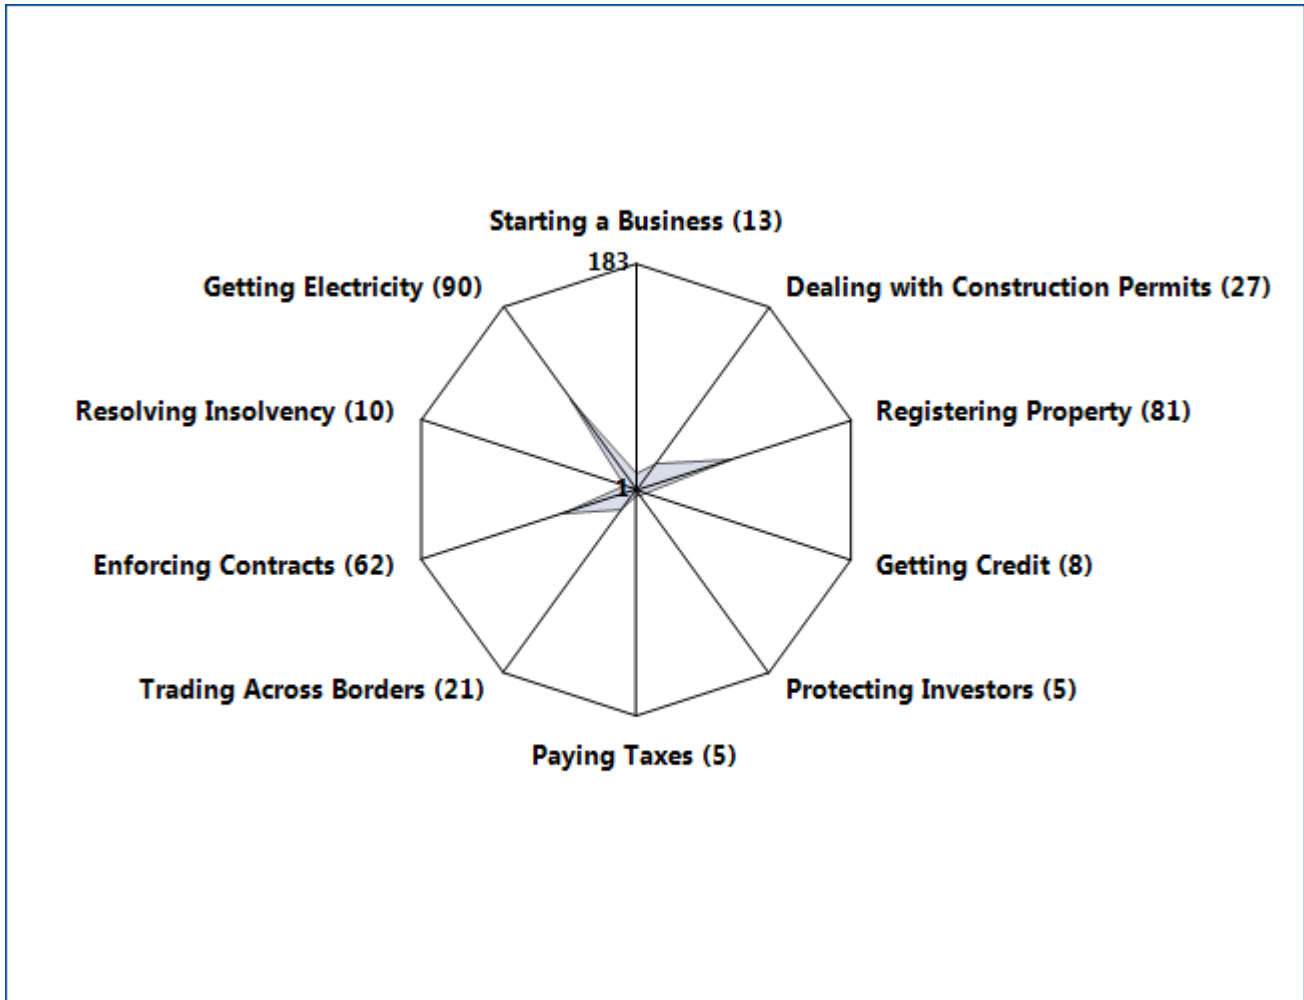 Starting a Business (13)
183
Getting Electricity (90)
Dealing with Construction Permits (27)
Resolving Insolvency (10)
Registering Property (81)
1
Enforcing Contracts (62)
Getting Credit (8)
Trading Across Borders (21)
Protecting Investors (5)
Paying Taxes (5)